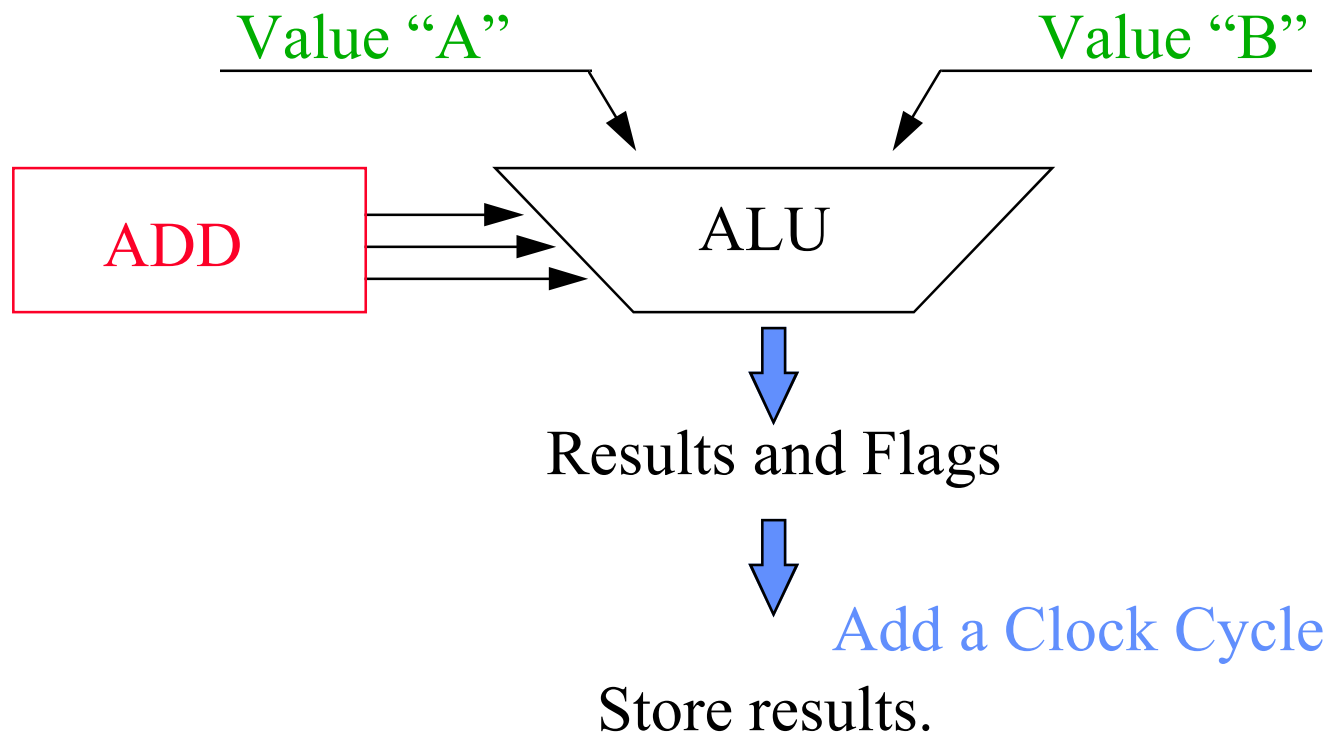 Value “A”
Value “B”
ADD
ALU
Results and Flags
Add a Clock Cycle
Store results.